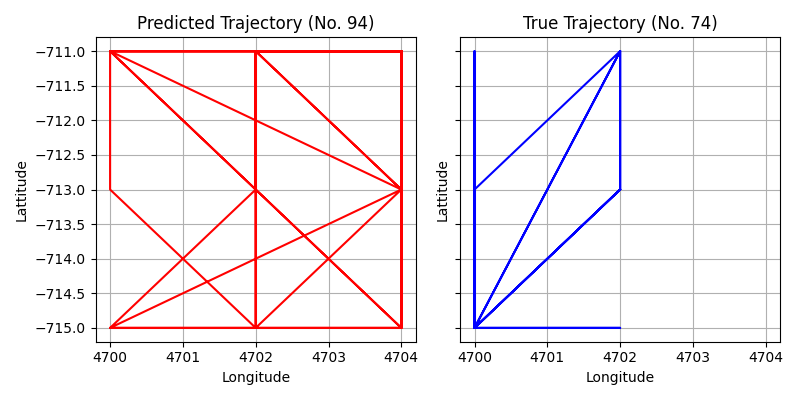 Predicted Trajectory (No. 94)
True Trajectory (No. 74)
−711.0
−711.5
−712.0
−712.5
−713.0
−713.5
−714.0
−714.5
−715.0
Lattitude
Lattitude
4700 4701 4702 4703 4704
4700 4701 4702 4703 4704
Longitude
Longitude